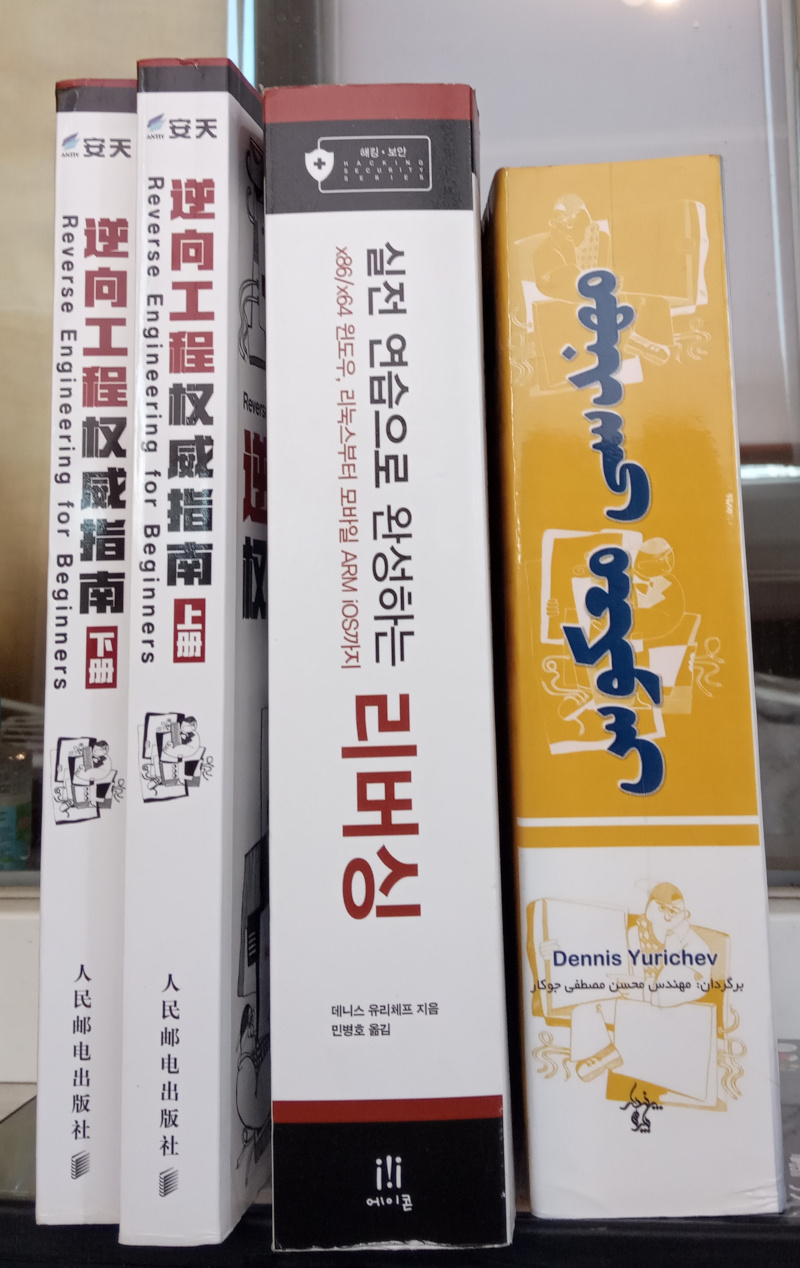 ANTIY 安天
逆向工程权威指南 下册
Reverse Engineering for Beginners
人民邮电出版社
ANTIY 安天
逆向工程权威指南 上册
Reverse Engineering for Beginners
人民邮电出版社
Revers
逆
权
해킹·보안
HACKING
SECURITY
SERIES
실전 연습으로 완성하는 리버싱
x86/x64 윈도우, 리눅스부터 모바일 ARM iOS까지
데니스 유리체프 지음
민병호 옮김
에이콘
مهندسی معکوس
Dennis Yurichev
برگردان: مهندس محسن مصطفی جوکار